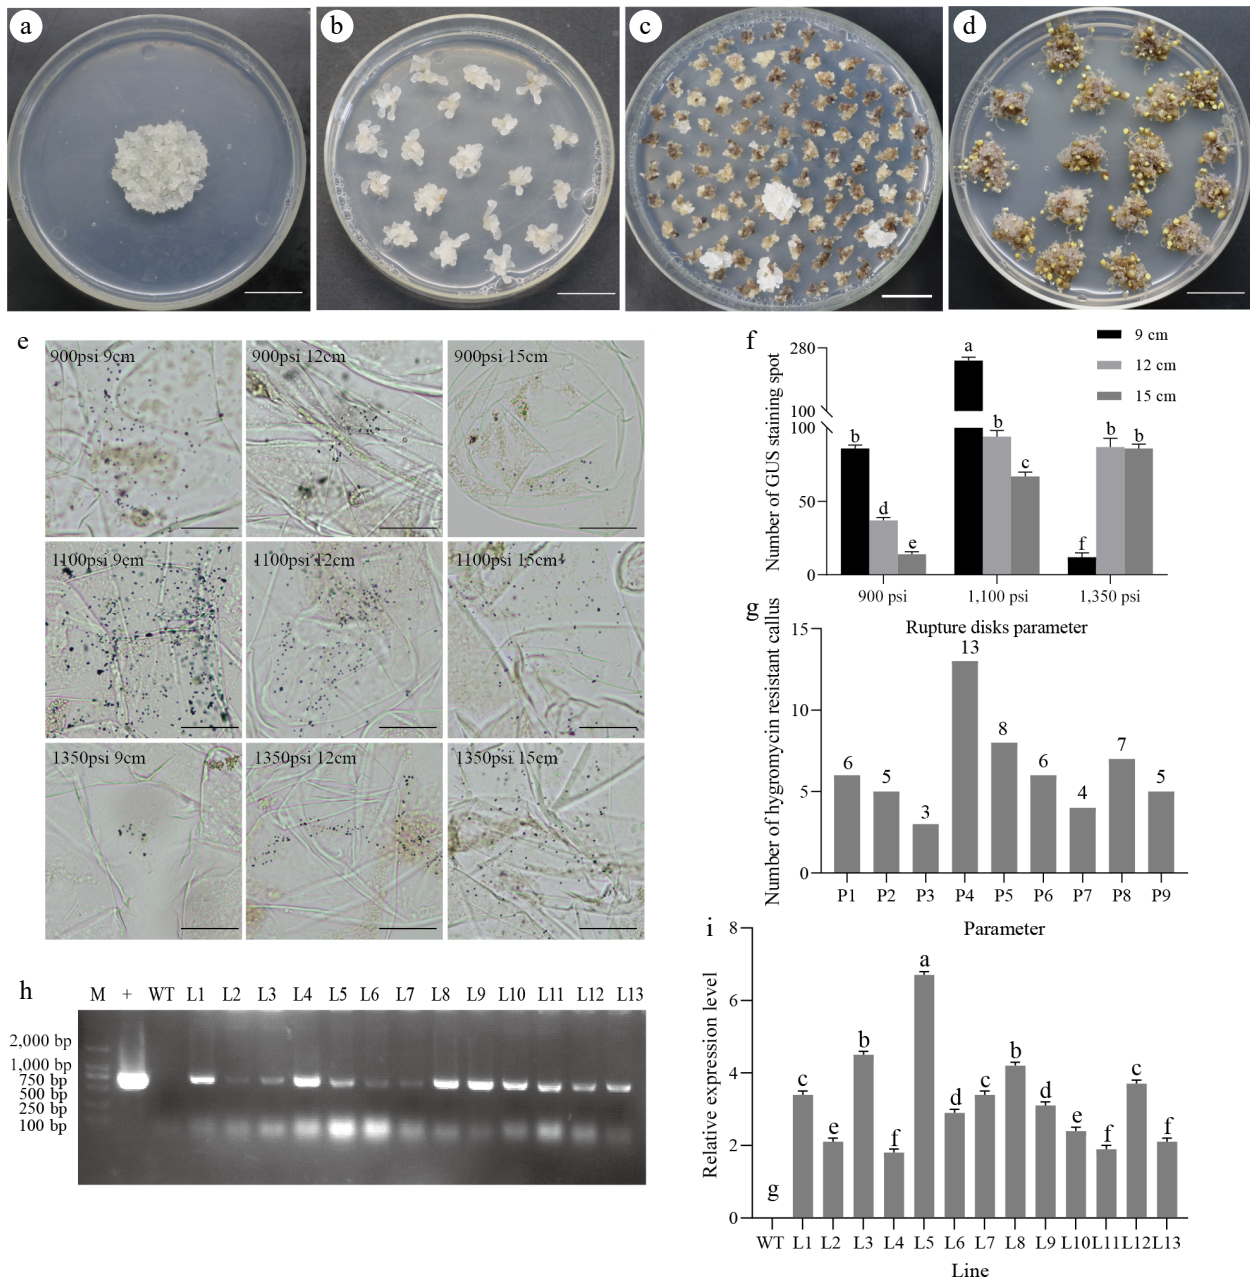 a b c d
e
900psi 9cm 900psi 12cm 900psi 15cm
1100psi 9cm 1100psi 12cm 1100psi 15cm
1350psi 9cm 1350psi 12cm 1350psi 15cm
f
9 cm
12 cm
15 cm
Number of GUS staining spot
280
100
100
50
0
b d e a b c f b b
900 psi 1,100 psi 1,350 psi
Rupture disks parameter
g
Number of hygromycin resistant callus
15
10
5
0
6 5 3 13 8 6 4 7 5
P1 P2 P3 P4 P5 P6 P7 P8 P9
Parameter
h
M + WT L1 L2 L3 L4 L5 L6 L7 L8 L9 L10 L11 L12 L13
2,000 bp
1,000 bp
750 bp
500 bp
250 bp
100 bp
i
Relative expression level
8
6
4
2
0
g c e b f a d c b d e f c f
WT L1 L2 L3 L4 L5 L6 L7 L8 L9 L10 L11 L12 L13
Line